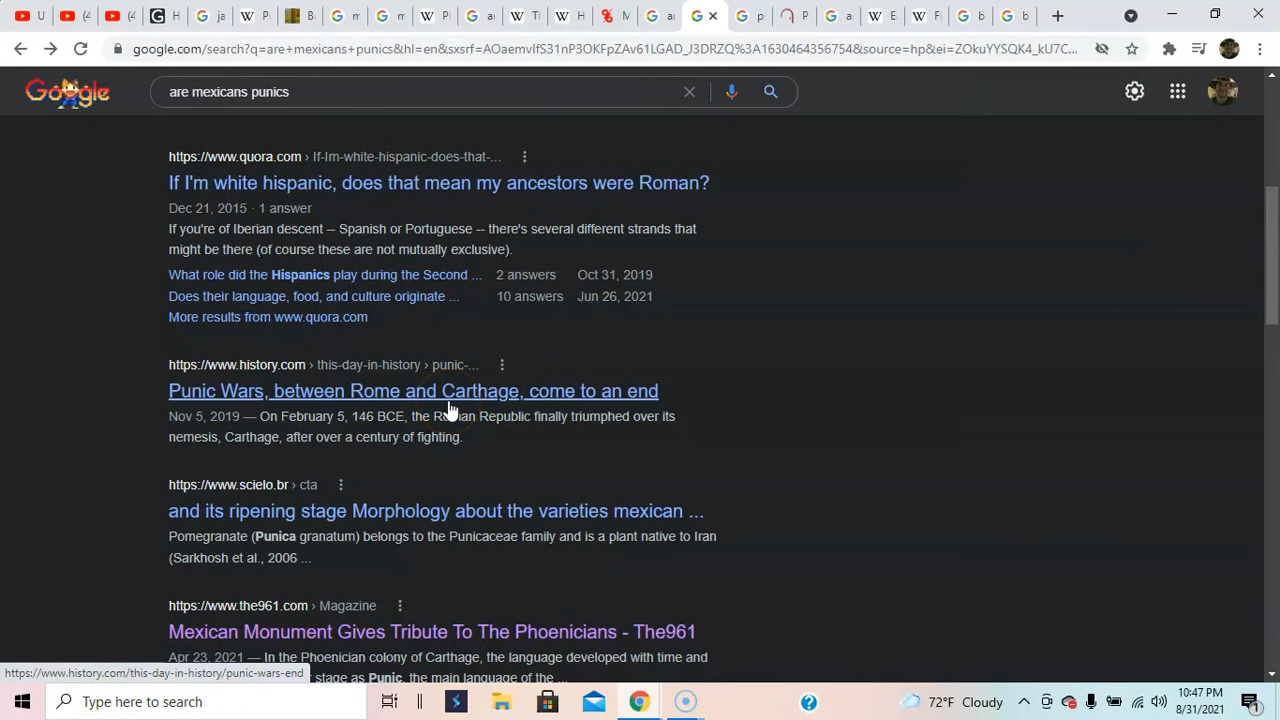 (4
(4
(4
W P
G H
G ja
W P
B
G m
G m
W P
G a
W T
W H
M
G a
G
G p
P
G a
W E
W F
G b
G b
google.com/search?q=are+mexicans+punics&hl=en&sxsrf=AOaemvIfS31nP3OKFpZAv61LGAD_J3DRZQ%3A1630464356754&source=hp&ei=ZOkuYYSQK4_kU7C...
Google
are mexicans punics
https://www.quora.com › If-Im-white-hispanic-does-that-...
If I'm white hispanic, does that mean my ancestors were Roman?
Dec 21, 2015 · 1 answer
If you're of Iberian descent -- Spanish or Portuguese -- there's several different strands that
might be there (of course these are not mutually exclusive).
What role did the Hispanics play during the Second ... 2 answers Oct 31, 2019
Does their language, food, and culture originate ... 10 answers Jun 26, 2021
More results from www.quora.com
https://www.history.com › this-day-in-history › punic-...
Punic Wars, between Rome and Carthage, come to an end
Nov 5, 2019 — On February 5, 146 BCE, the Roman Republic finally triumphed over its
nemesis, Carthage, after over a century of fighting.
https://www.scielo.br › cta
and its ripening stage Morphology about the varieties mexican ...
Pomegranate (Punica granatum) belongs to the Punicaceae family and is a plant native to Iran
(Sarkhosh et al., 2006 ...
https://www.the961.com › Magazine
Mexican Monument Gives Tribute To The Phoenicians - The961
Apr 23, 2021 — In the Phoenician colony of Carthage, the language developed with time and
stage as Punic, the main language of the ...
https://www.history.com/this-day-in-history/punic-wars-end
Type here to search
72°F Cloudy
10:47 PM
8/31/2021
1